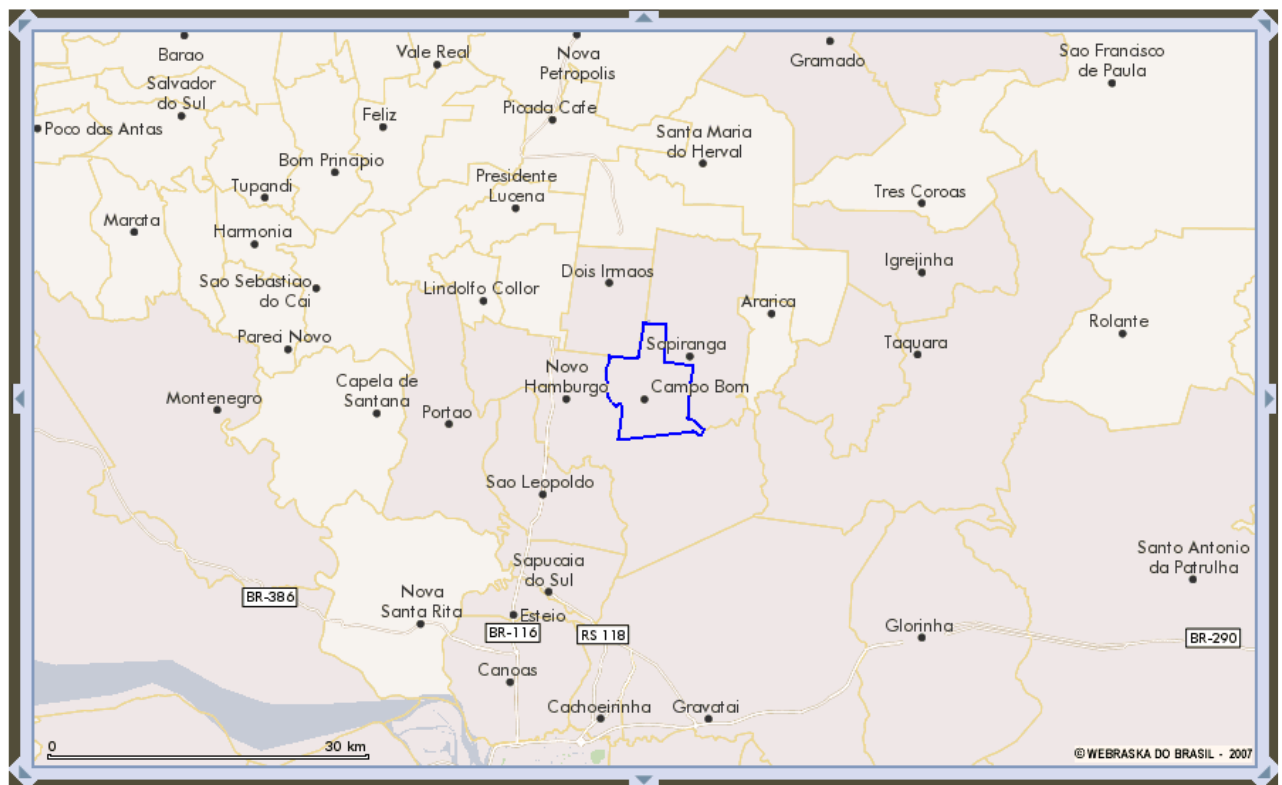 Barao
Vale Real
Nova
Petropolis
Gramado
Sao Francisco
de Paula
Salvador
do Sul
Poco das Antas
Feliz
Picada Cafe
Santa Maria
do Herval
Bom Principio
Tupandi
Presidente
Lucena
Tres Coroas
Marata
Harmonia
Igrejinha
Sao Sebastiao
do Cai
Lindolfo Collor
Dois Irmaos
Ararica
Rolante
Pareci Novo
Sapiranga
Taquara
Novo
Hamburgo
Campo Bom
Montenegro
Capela de
Santana
Portao
Sao Leopoldo
Sapucaia
do Sul
Santo Antonio
da Patrulha
BR-386
Nova
Santa Rita
Esteio
BR-116
RS 118
Glorinha
BR-290
Canoas
Cachoeirinha
Gravatai
0
30 km
© WEBRASKA DO BRASIL - 2007